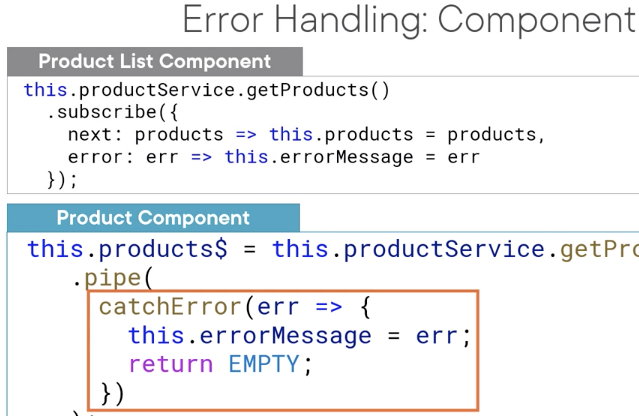 Error Handling: Component
Product List Component
this.productService.getProducts()
.subscribe({
next: products => this.products = products,
error: err => this.errorMessage = err
});
Product Component
this.products$ = this.productService.getPro
.pipe(
catchError(err => {
this.errorMessage = err;
return EMPTY;
})